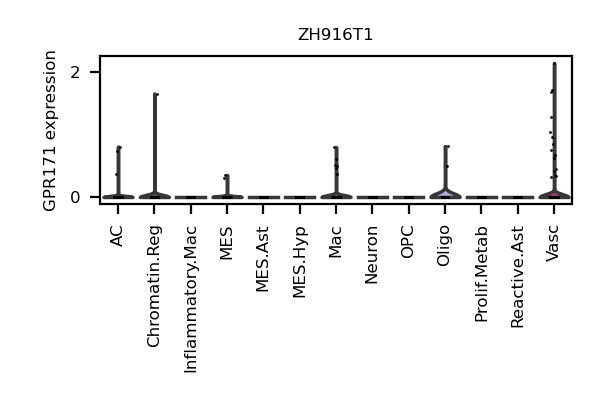 ZH916T1
GPR171 expression
2
0
AC
Chromatin.Reg
Inflammatory.Mac
MES
MES.Ast
MES.Hyp
Mac
Neuron
OPC
Oligo
Prolif.Metab
Reactive.Ast
Vasc